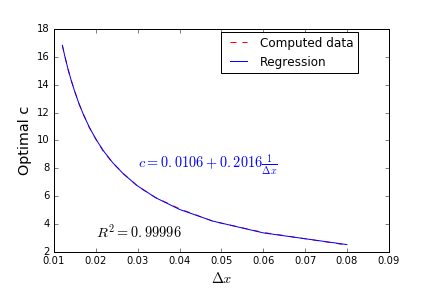 18
16
14
12
10
8
6
4
2
Optimal c
Computed data
Regression
c = 0.0106 + 0.2016 1/Δx
R² = 0.99996
0.01 0.02 0.03 0.04 0.05 0.06 0.07 0.08 0.09
Δx